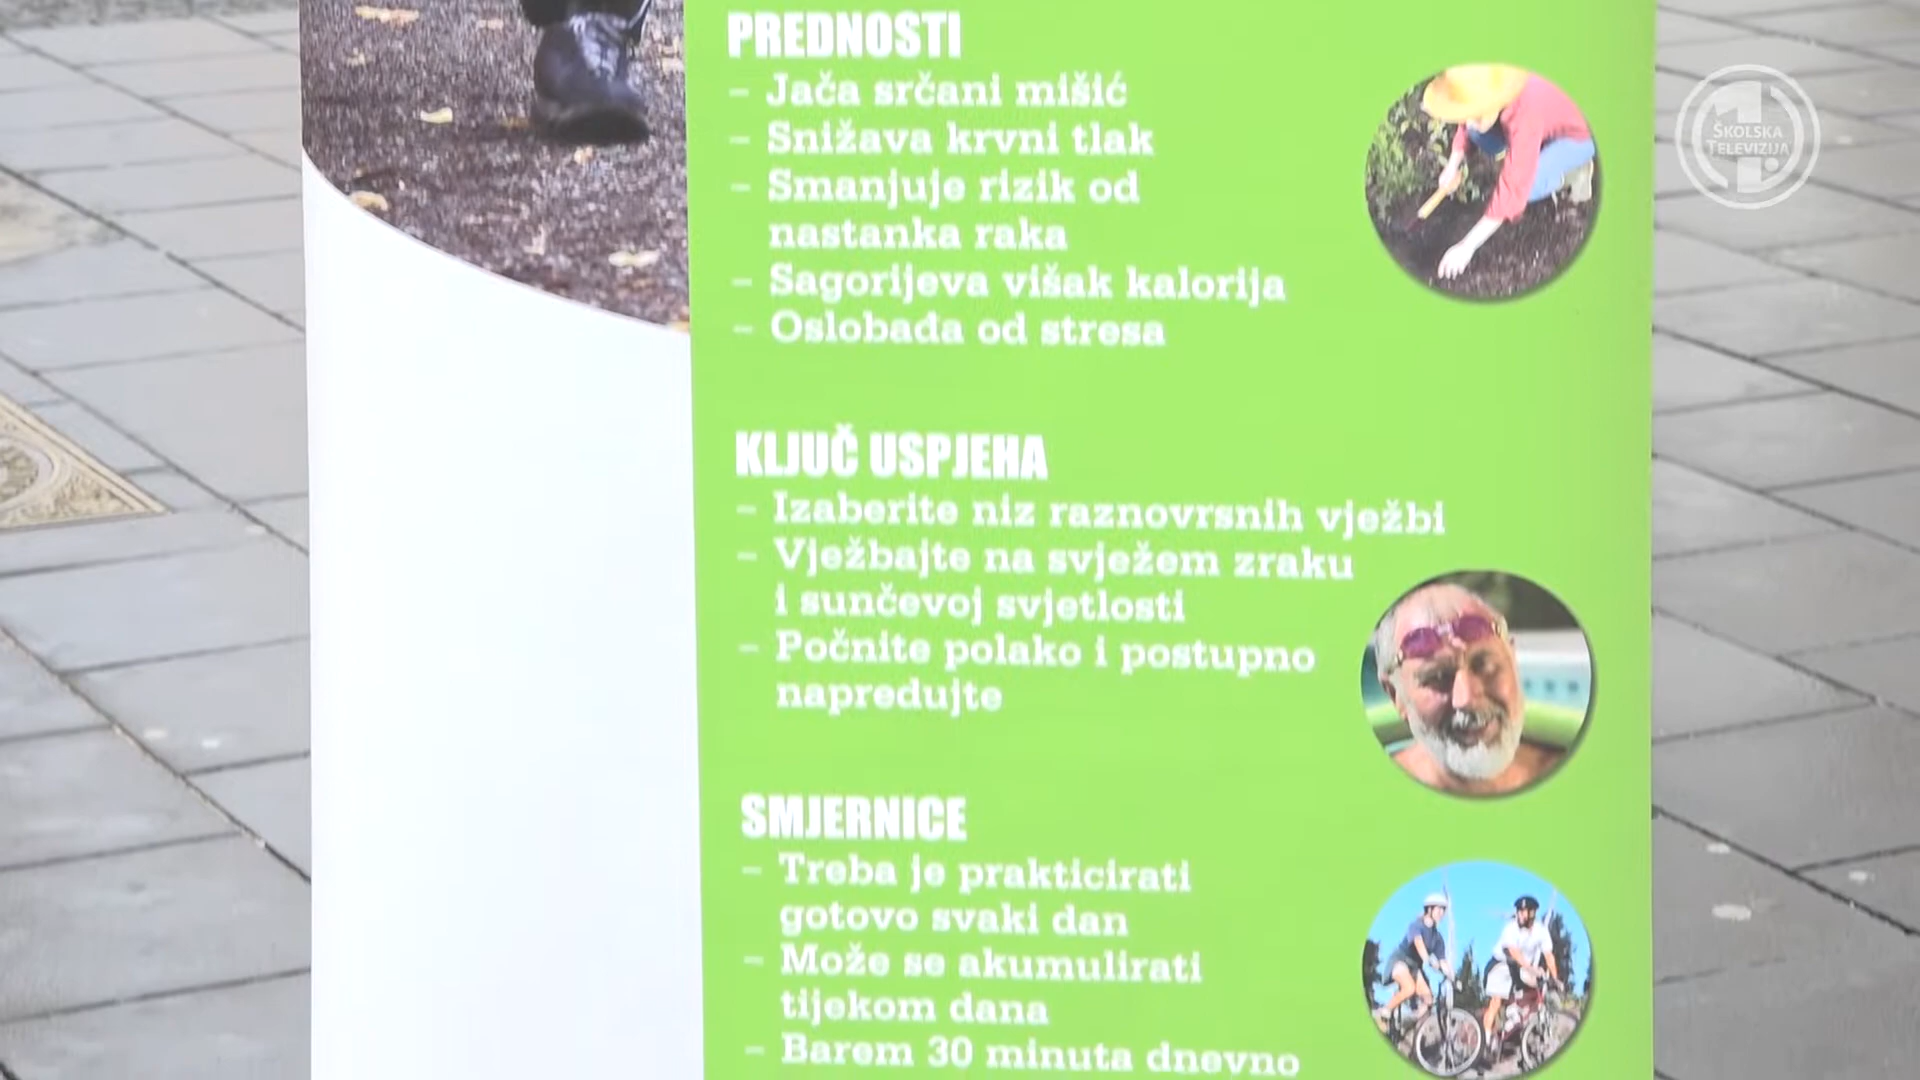 PREDNOSTI
– Jača srčani mišić
– Snižava krvni tlak
– Smanjuje rizik od
nastanka raka
– Sagorijeva višak kalorija
– Oslobađa od stresa
KLJUČ USPJEHA
– Izaberite niz raznovrsnih vježbi
– Vježbajte na svježem zraku
i sunčevoj svjetlosti
– Počnite polako i postupno
napredujte
SMJERNICE
– Treba je prakticirati
gotovo svaki dan
– Može se akumulirati
tijekom dana
– Barem 30 minuta dnevno
ŠKOLSKA
TELEVIZIJA